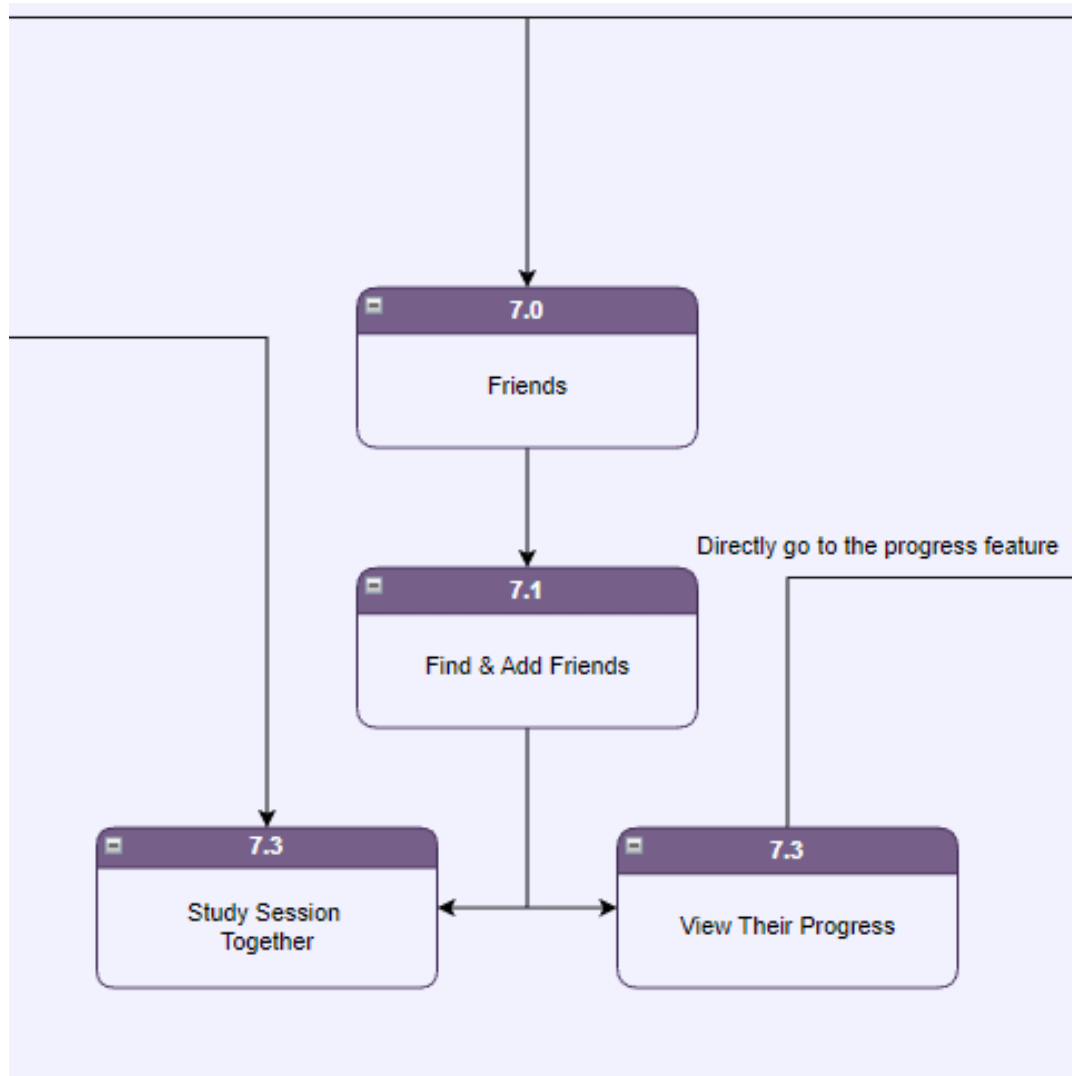 7.0
Friends
Directly go to the progress feature
7.1
Find & Add Friends
7.3
Study Session
Together
7.3
View Their Progress